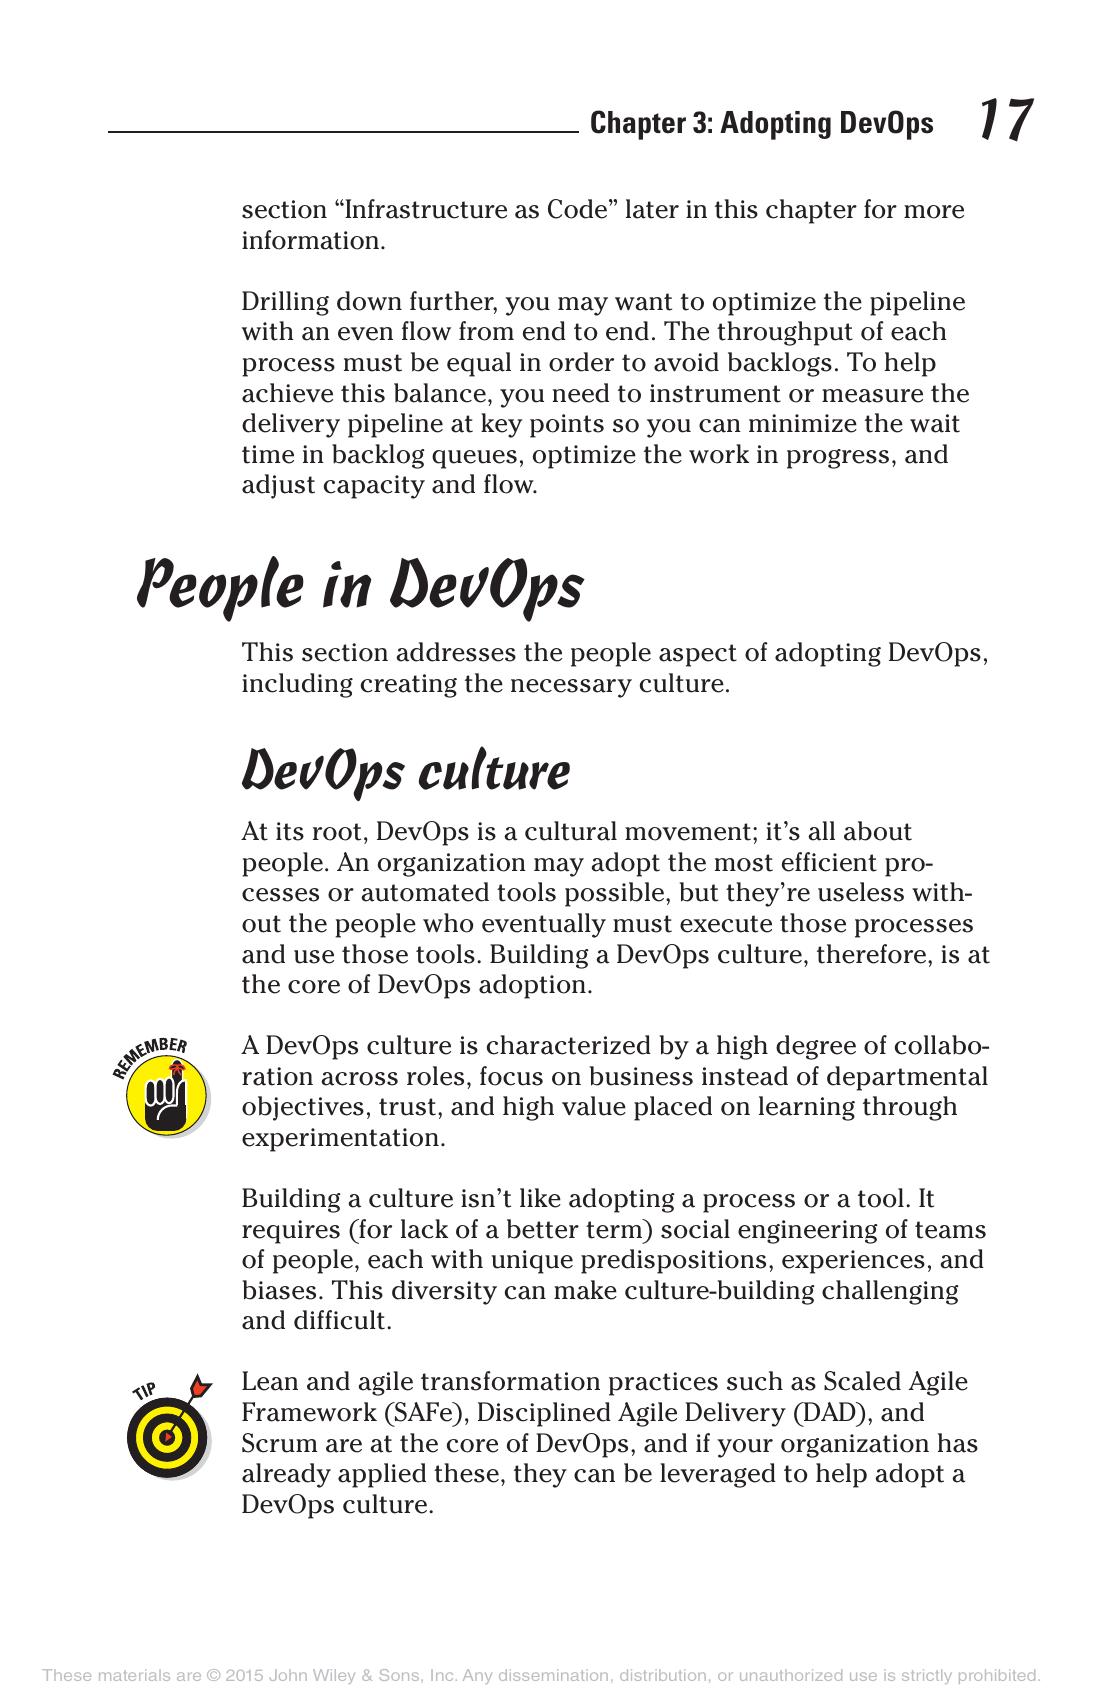 Chapter 3: Adopting DevOps 17
section “Infrastructure as Code” later in this chapter for more
information.
Drilling down further, you may want to optimize the pipeline
with an even flow from end to end. The throughput of each
process must be equal in order to avoid backlogs. To help
achieve this balance, you need to instrument or measure the
delivery pipeline at key points so you can minimize the wait
time in backlog queues, optimize the work in progress, and
adjust capacity and flow.
People in DevOps
This section addresses the people aspect of adopting DevOps,
including creating the necessary culture.
DevOps culture
At its root, DevOps is a cultural movement; it’s all about
people. An organization may adopt the most efficient pro-
cesses or automated tools possible, but they’re useless with-
out the people who eventually must execute those processes
and use those tools. Building a DevOps culture, therefore, is at
the core of DevOps adoption.
REMEMBER
A DevOps culture is characterized by a high degree of collabo-
ration across roles, focus on business instead of departmental
objectives, trust, and high value placed on learning through
experimentation.
Building a culture isn’t like adopting a process or a tool. It
requires (for lack of a better term) social engineering of teams
of people, each with unique predispositions, experiences, and
biases. This diversity can make culture-building challenging
and difficult.
TIP
Lean and agile transformation practices such as Scaled Agile
Framework (SAFe), Disciplined Agile Delivery (DAD), and
Scrum are at the core of DevOps, and if your organization has
already applied these, they can be leveraged to help adopt a
DevOps culture.
These materials are © 2015 John Wiley & Sons, Inc. Any dissemination, distribution, or unauthorized use is strictly prohibited.